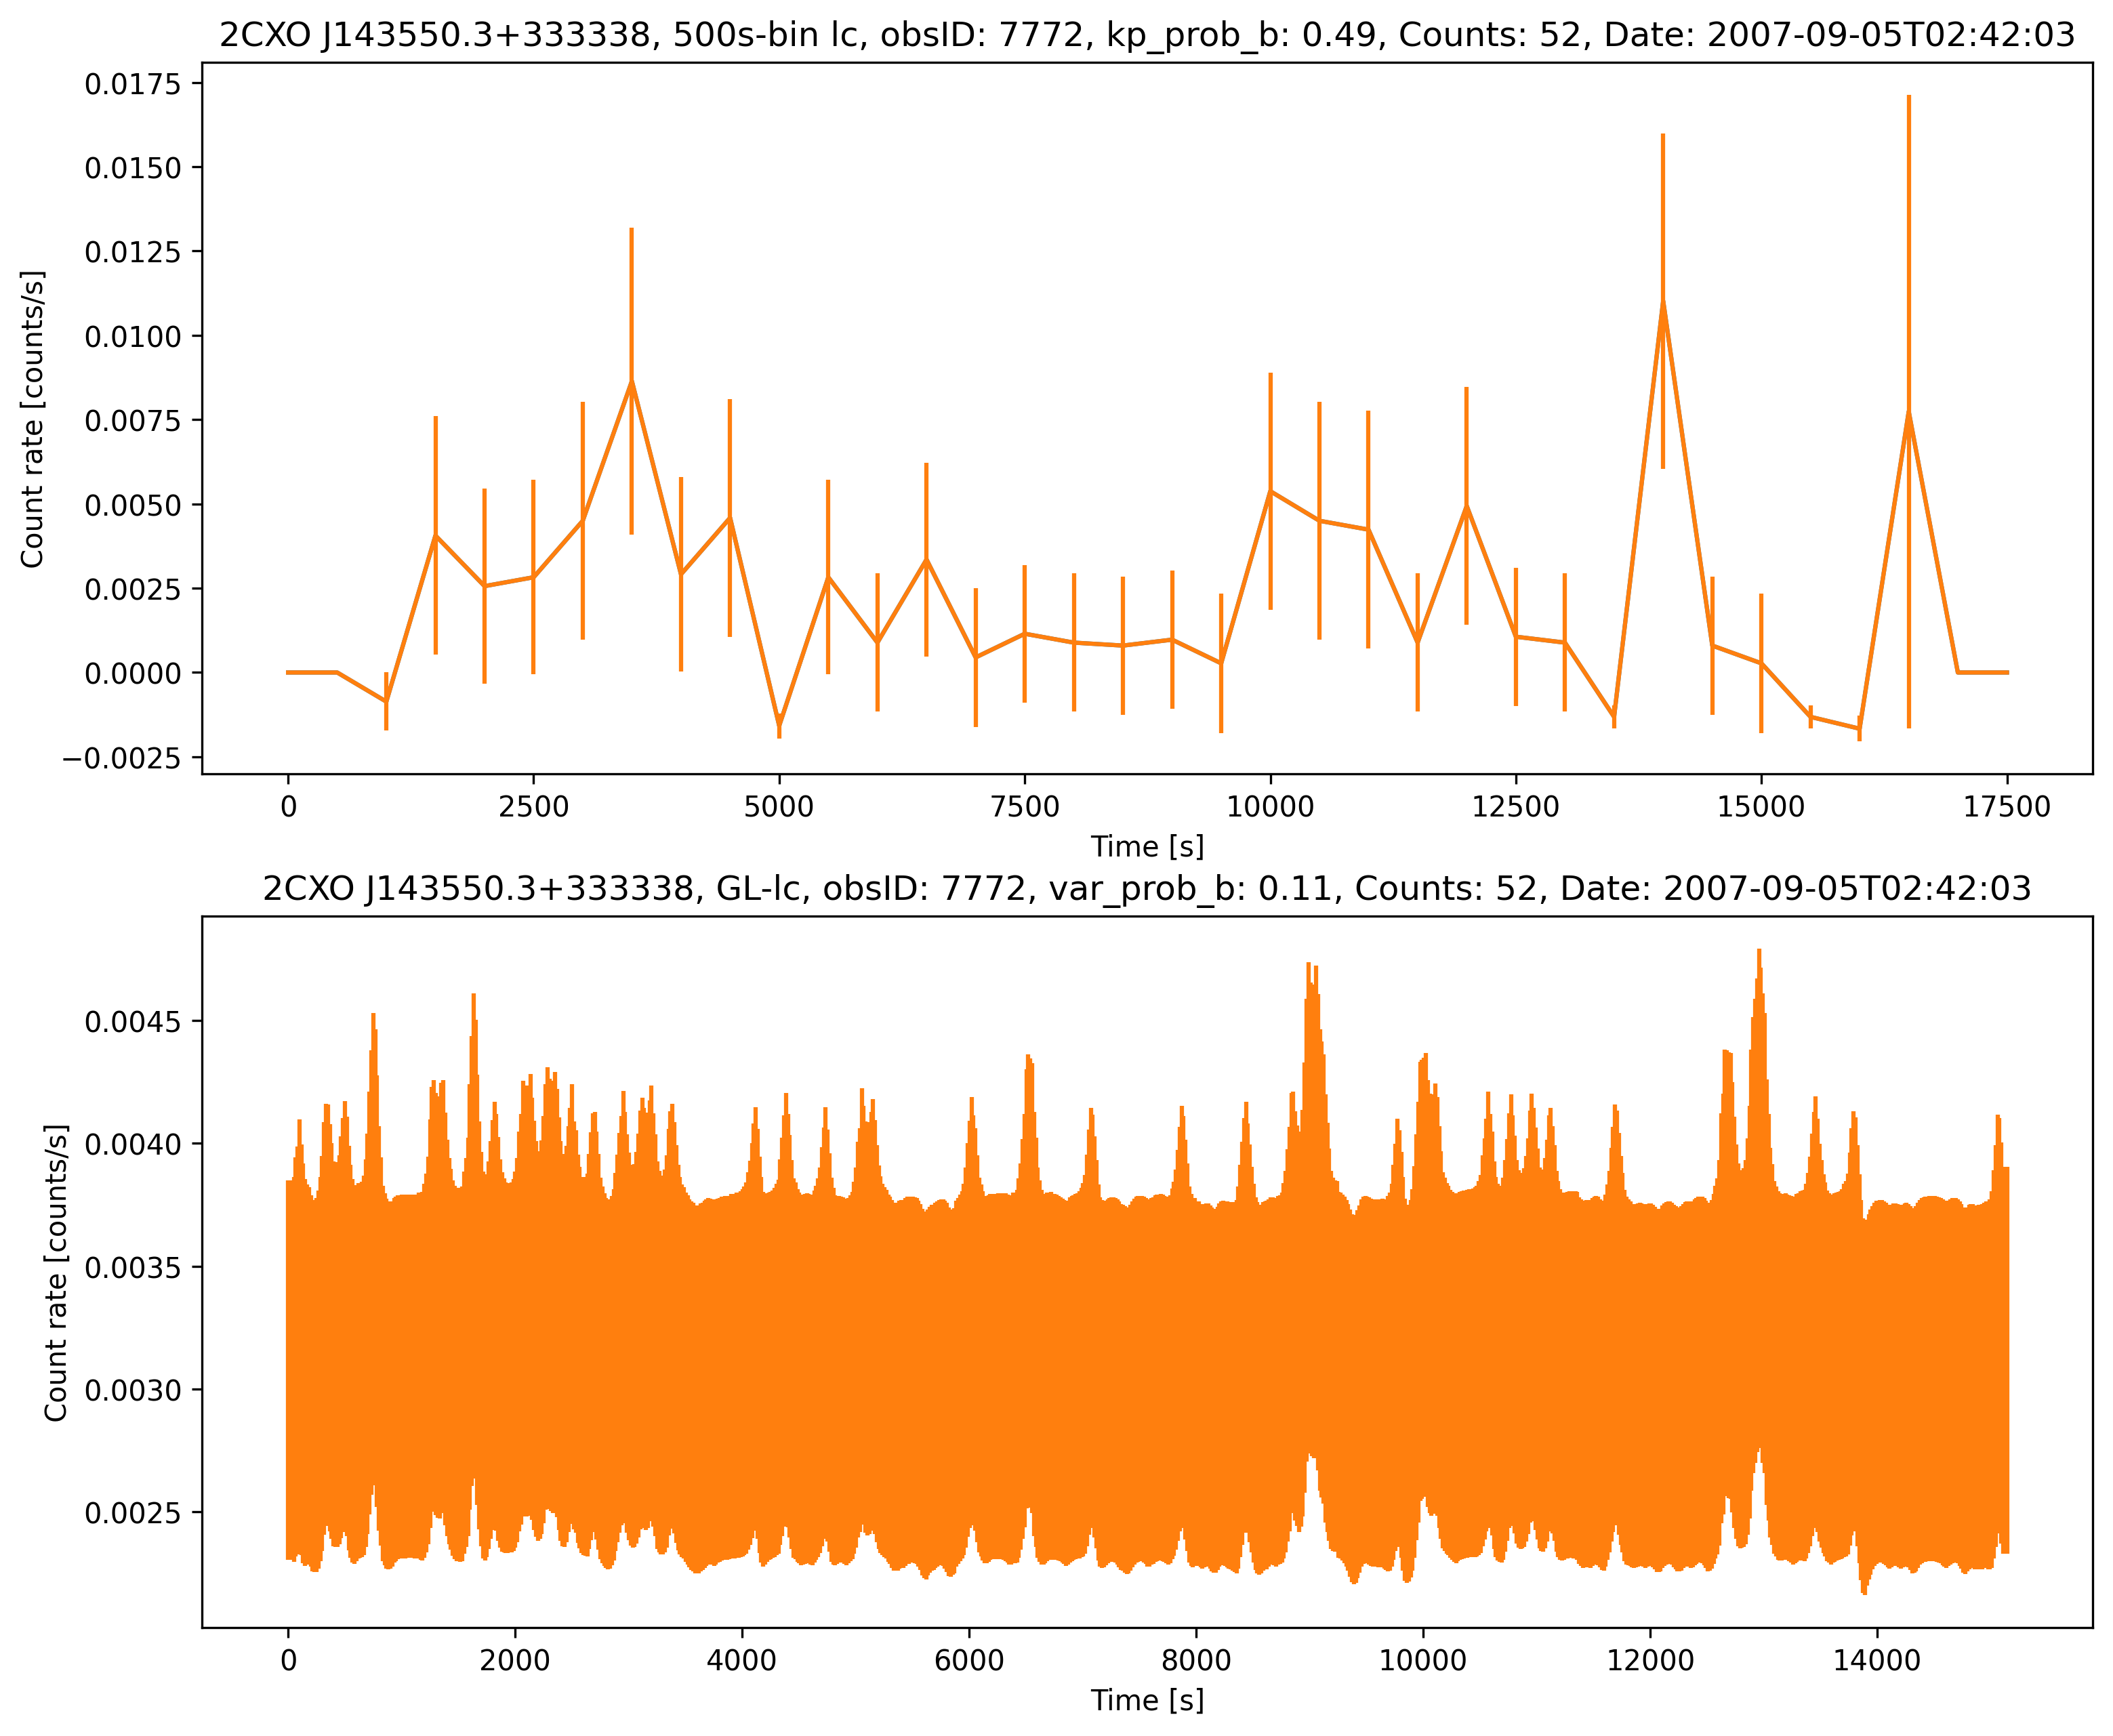 2CXO J143550.3+333338, 500s-bin lc, obsID: 7772, kp_prob_b: 0.49, Counts: 52, Date: 2007-09-05T02:42:03
Count rate [counts/s]
0.0175
0.0150
0.0125
0.0100
0.0075
0.0050
0.0025
0.0000
−0.0025
0 2500 5000 7500 10000 12500 15000 17500
Time [s]
2CXO J143550.3+333338, GL-lc, obsID: 7772, var_prob_b: 0.11, Counts: 52, Date: 2007-09-05T02:42:03
Count rate [counts/s]
0.0045
0.0040
0.0035
0.0030
0.0025
0 2000 4000 6000 8000 10000 12000 14000
Time [s]